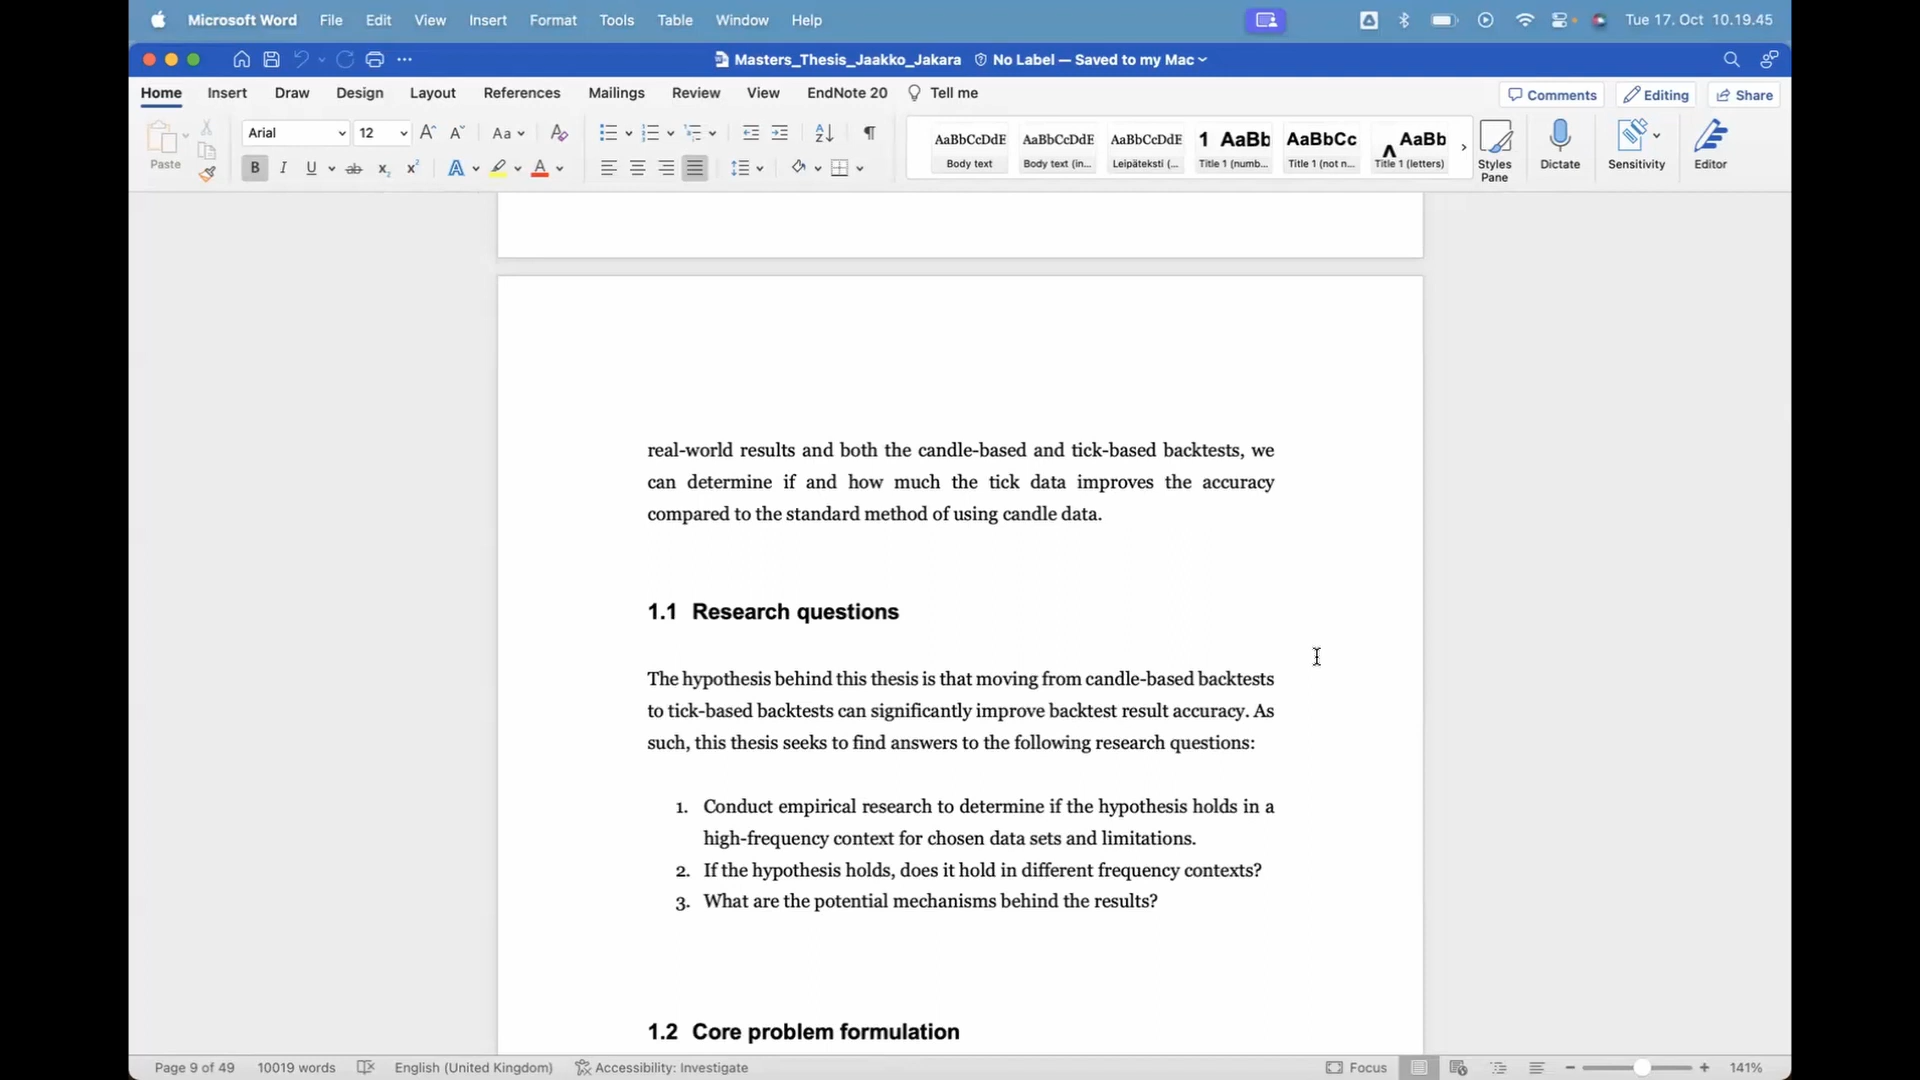 Microsoft Word File Edit View Insert Format Tools Table Window Help Tue 17. Oct 10.19.45
Masters_Thesis_Jaakko_Jakara No Label — Saved to my Mac
Home Insert Draw Design Layout References Mailings Review View EndNote 20 Tell me Comments Editing Share
Paste Arial 12 Aa
B I U ab x₂ x² A A
AaBbCcDdE AaBbCcDdE AaBbCcDdE 1 AaBb AaBbCc AaBb
Body text Body text (in... Leipäteksti (... Title 1 (numb... Title 1 (not n... Title 1 (letters)
Styles Pane Dictate Sensitivity Editor
real-world results and both the candle-based and tick-based backtests, we
can determine if and how much the tick data improves the accuracy
compared to the standard method of using candle data.
1.1 Research questions
The hypothesis behind this thesis is that moving from candle-based backtests
to tick-based backtests can significantly improve backtest result accuracy. As
such, this thesis seeks to find answers to the following research questions:
1. Conduct empirical research to determine if the hypothesis holds in a
high-frequency context for chosen data sets and limitations.
2. If the hypothesis holds, does it hold in different frequency contexts?
3. What are the potential mechanisms behind the results?
1.2 Core problem formulation
Page 9 of 49 10019 words English (United Kingdom) Accessibility: Investigate Focus 141%